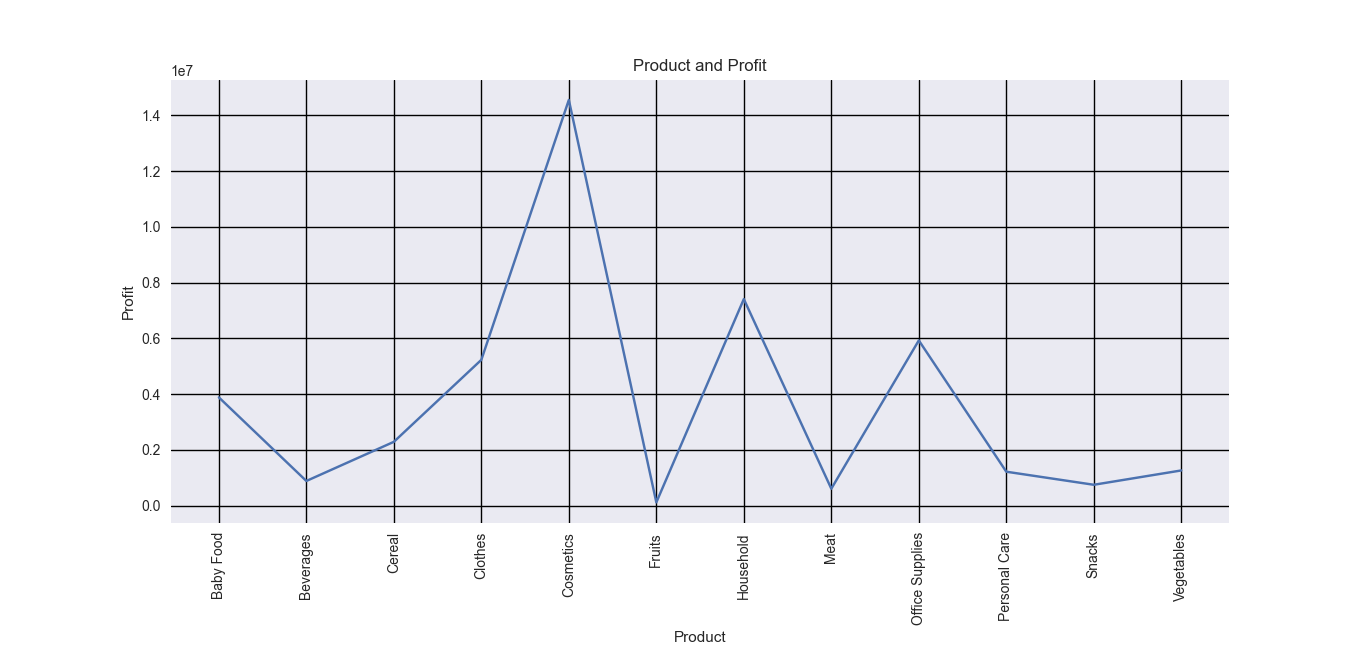 Product and Profit
1e7
1.4
1.2
1.0
0.8
0.6
0.4
0.2
0.0
Profit
Baby Food
Beverages
Cereal
Clothes
Cosmetics
Fruits
Household
Meat
Office Supplies
Personal Care
Snacks
Vegetables
Product